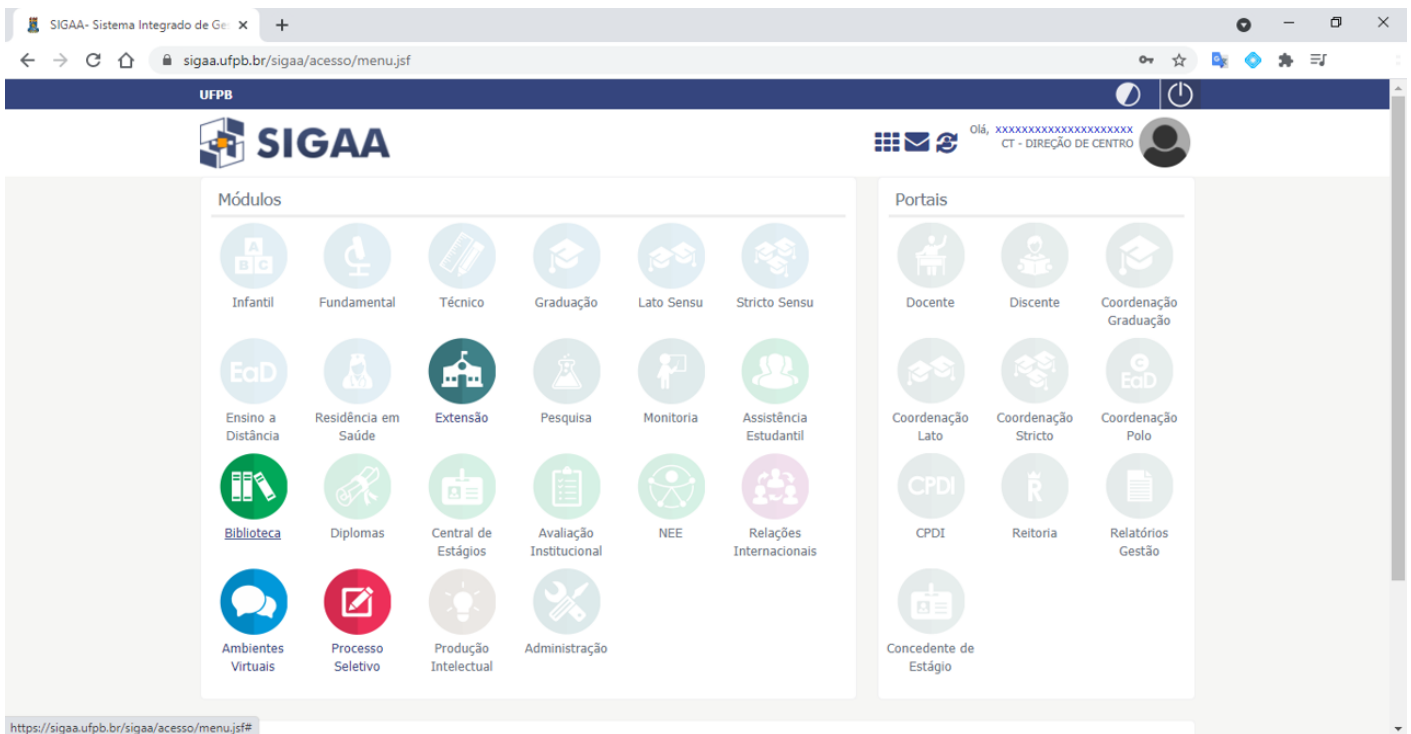 SIGAA- Sistema Integrado de Ge
sigaa.ufpb.br/sigaa/acesso/menu.jsf
UFPB
SIGAA
Olá, xxxxxxxxxxxxxxxxxxxxxxx
CT - DIREÇÃO DE CENTRO
Módulos
A
B C
Infantil
Fundamental
Técnico
Graduação
Lato Sensu
Stricto Sensu
EaD
Ensino a
Distância
Residência em
Saúde
Extensão
Pesquisa
Monitoria
Assistência
Estudantil
Biblioteca
Diplomas
Central de
Estágios
Avaliação
Institucional
NEE
Relações
Internacionais
Ambientes
Virtuais
Processo
Seletivo
Produção
Intelectual
Administração
Portais
Docente
Discente
Coordenação
Graduação
Coordenação
Lato
Coordenação
Stricto
C
EaD
Coordenação
Polo
CPDI
CPDI
R
Reitoria
Relatórios
Gestão
Concedente de
Estágio
https://sigaa.ufpb.br/sigaa/acesso/menu.jsf#